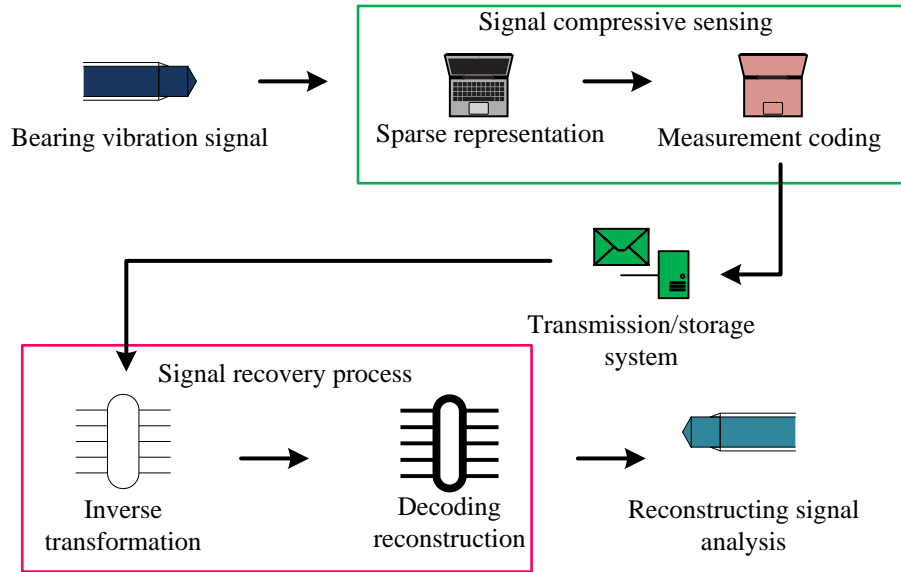 Signal compressive sensing
Bearing vibration signal
Sparse representation
Measurement coding
Transmission/storage
system
Signal recovery process
Inverse
transformation
Decoding
reconstruction
Reconstructing signal
analysis